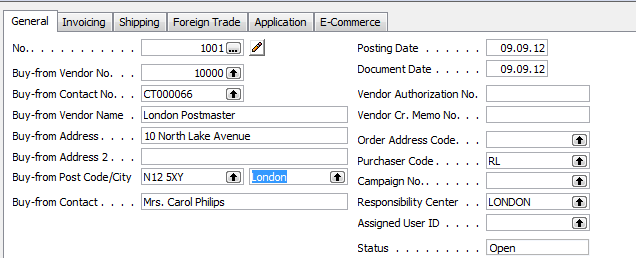 General Invoicing Shipping Foreign Trade Application E-Commerce
No. . . . . . . . . . . . 1001 ...
Buy-from Vendor No. . . . 10000
Buy-from Contact No. . . . CT000066
Buy-from Vendor Name . London Postmaster
Buy-from Address . . . . 10 North Lake Avenue
Buy-from Address 2 . . .
Buy-from Post Code/City N12 5XY London
Buy-from Contact . . . . Mrs. Carol Philips
Posting Date . . . . . . 09.09.12
Document Date . . . . . 09.09.12
Vendor Authorization No.
Vendor Cr. Memo No. . .
Order Address Code. . .
Purchaser Code . . . . . RL
Campaign No. . . . . . .
Responsibility Center . . LONDON
Assigned User ID . . . .
Status . . . . . . . . . Open